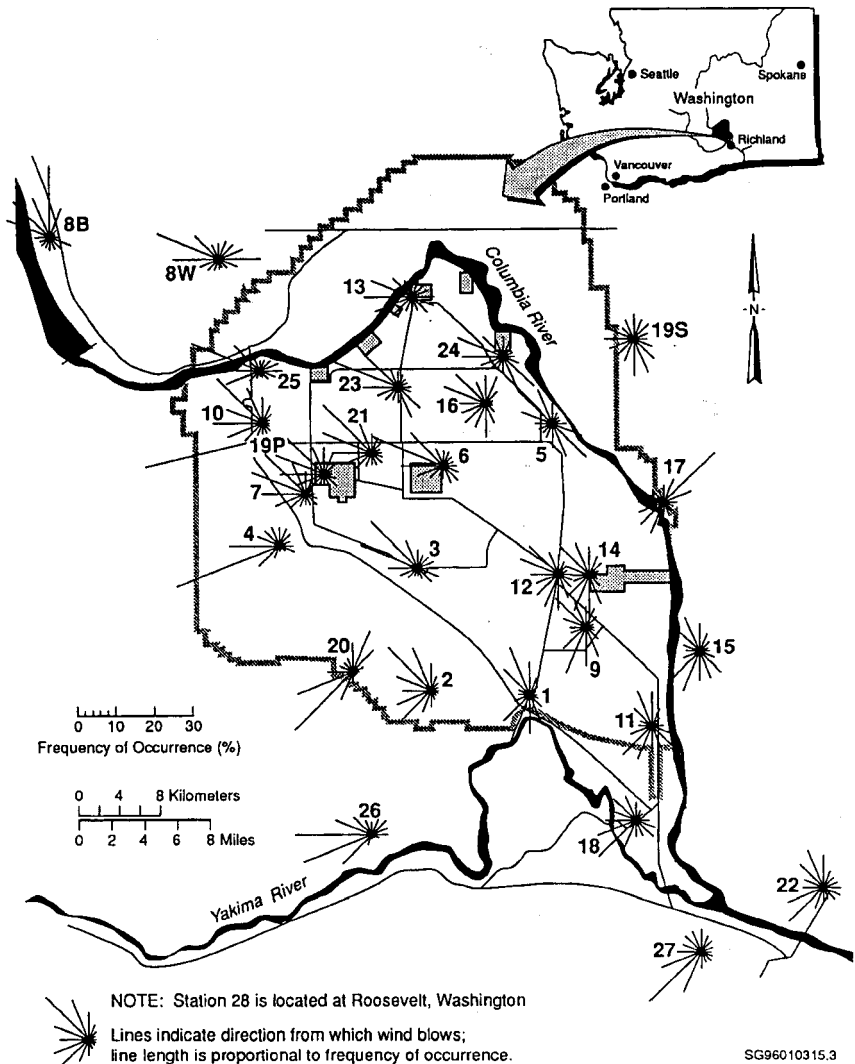 Seattle
Spokane
Washington
Richland
Vancouver
Portland
8B
8W
Columbia River
-N-
13
19S
24
25
23
16
10
21
5
19P
6
17
7
4
3
12
14
20
2
9
15
1
11
0 10 20 30
Frequency of Occurrence (%)
0 4 8 Kilometers
0 2 4 6 8 Miles
26
18
Yakima River
22
27
NOTE: Station 28 is located at Roosevelt, Washington
Lines indicate direction from which wind blows;
line length is proportional to frequency of occurrence.
SG96010315.3